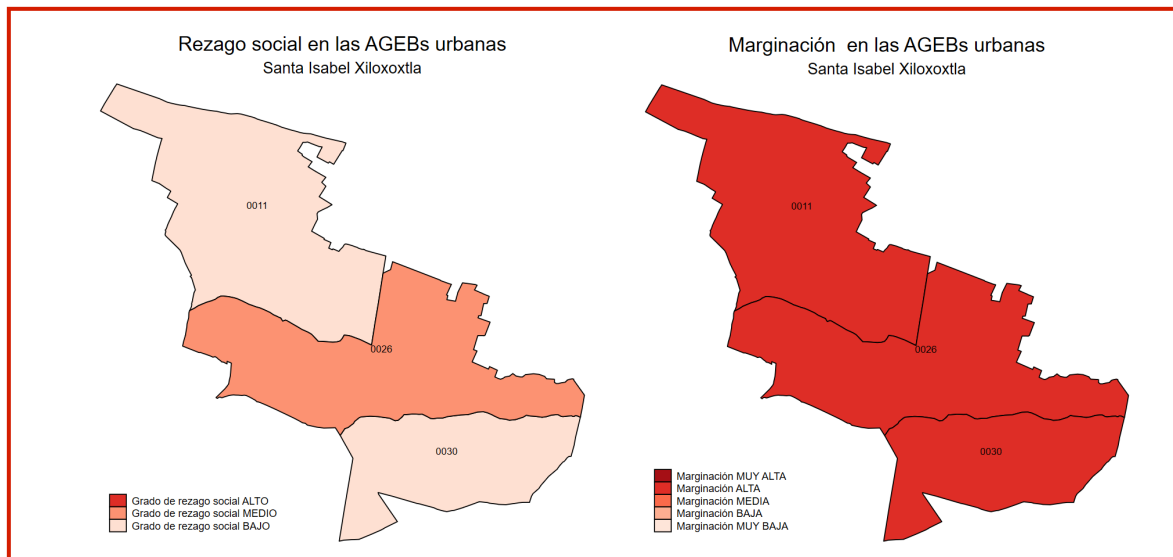 Rezago social en las AGEBs urbanas
Santa Isabel Xiloxoxtla
0011
0026
0030
Grado de rezago social ALTO
Grado de rezago social MEDIO
Grado de rezago social BAJO
Marginación en las AGEBs urbanas
Santa Isabel Xiloxoxtla
0011
0026
0030
Marginación MUY ALTA
Marginación ALTA
Marginación MEDIA
Marginación BAJA
Marginación MUY BAJA